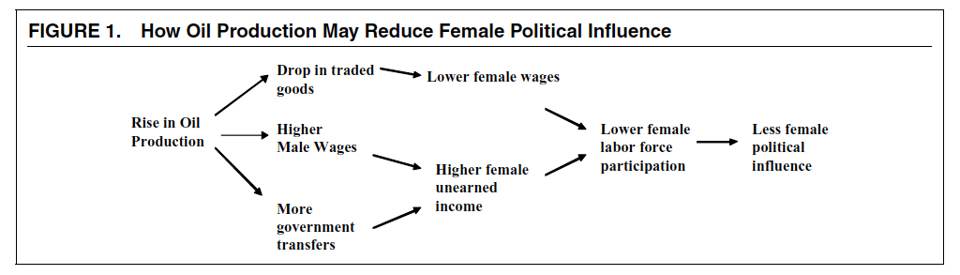 FIGURE 1. How Oil Production May Reduce Female Political Influence
Drop in traded
goods
Lower female wages
Rise in Oil
Production
Higher
Male Wages
Higher female
unearned
income
More
government
transfers
Lower female
labor force
participation
Less female
political
influence